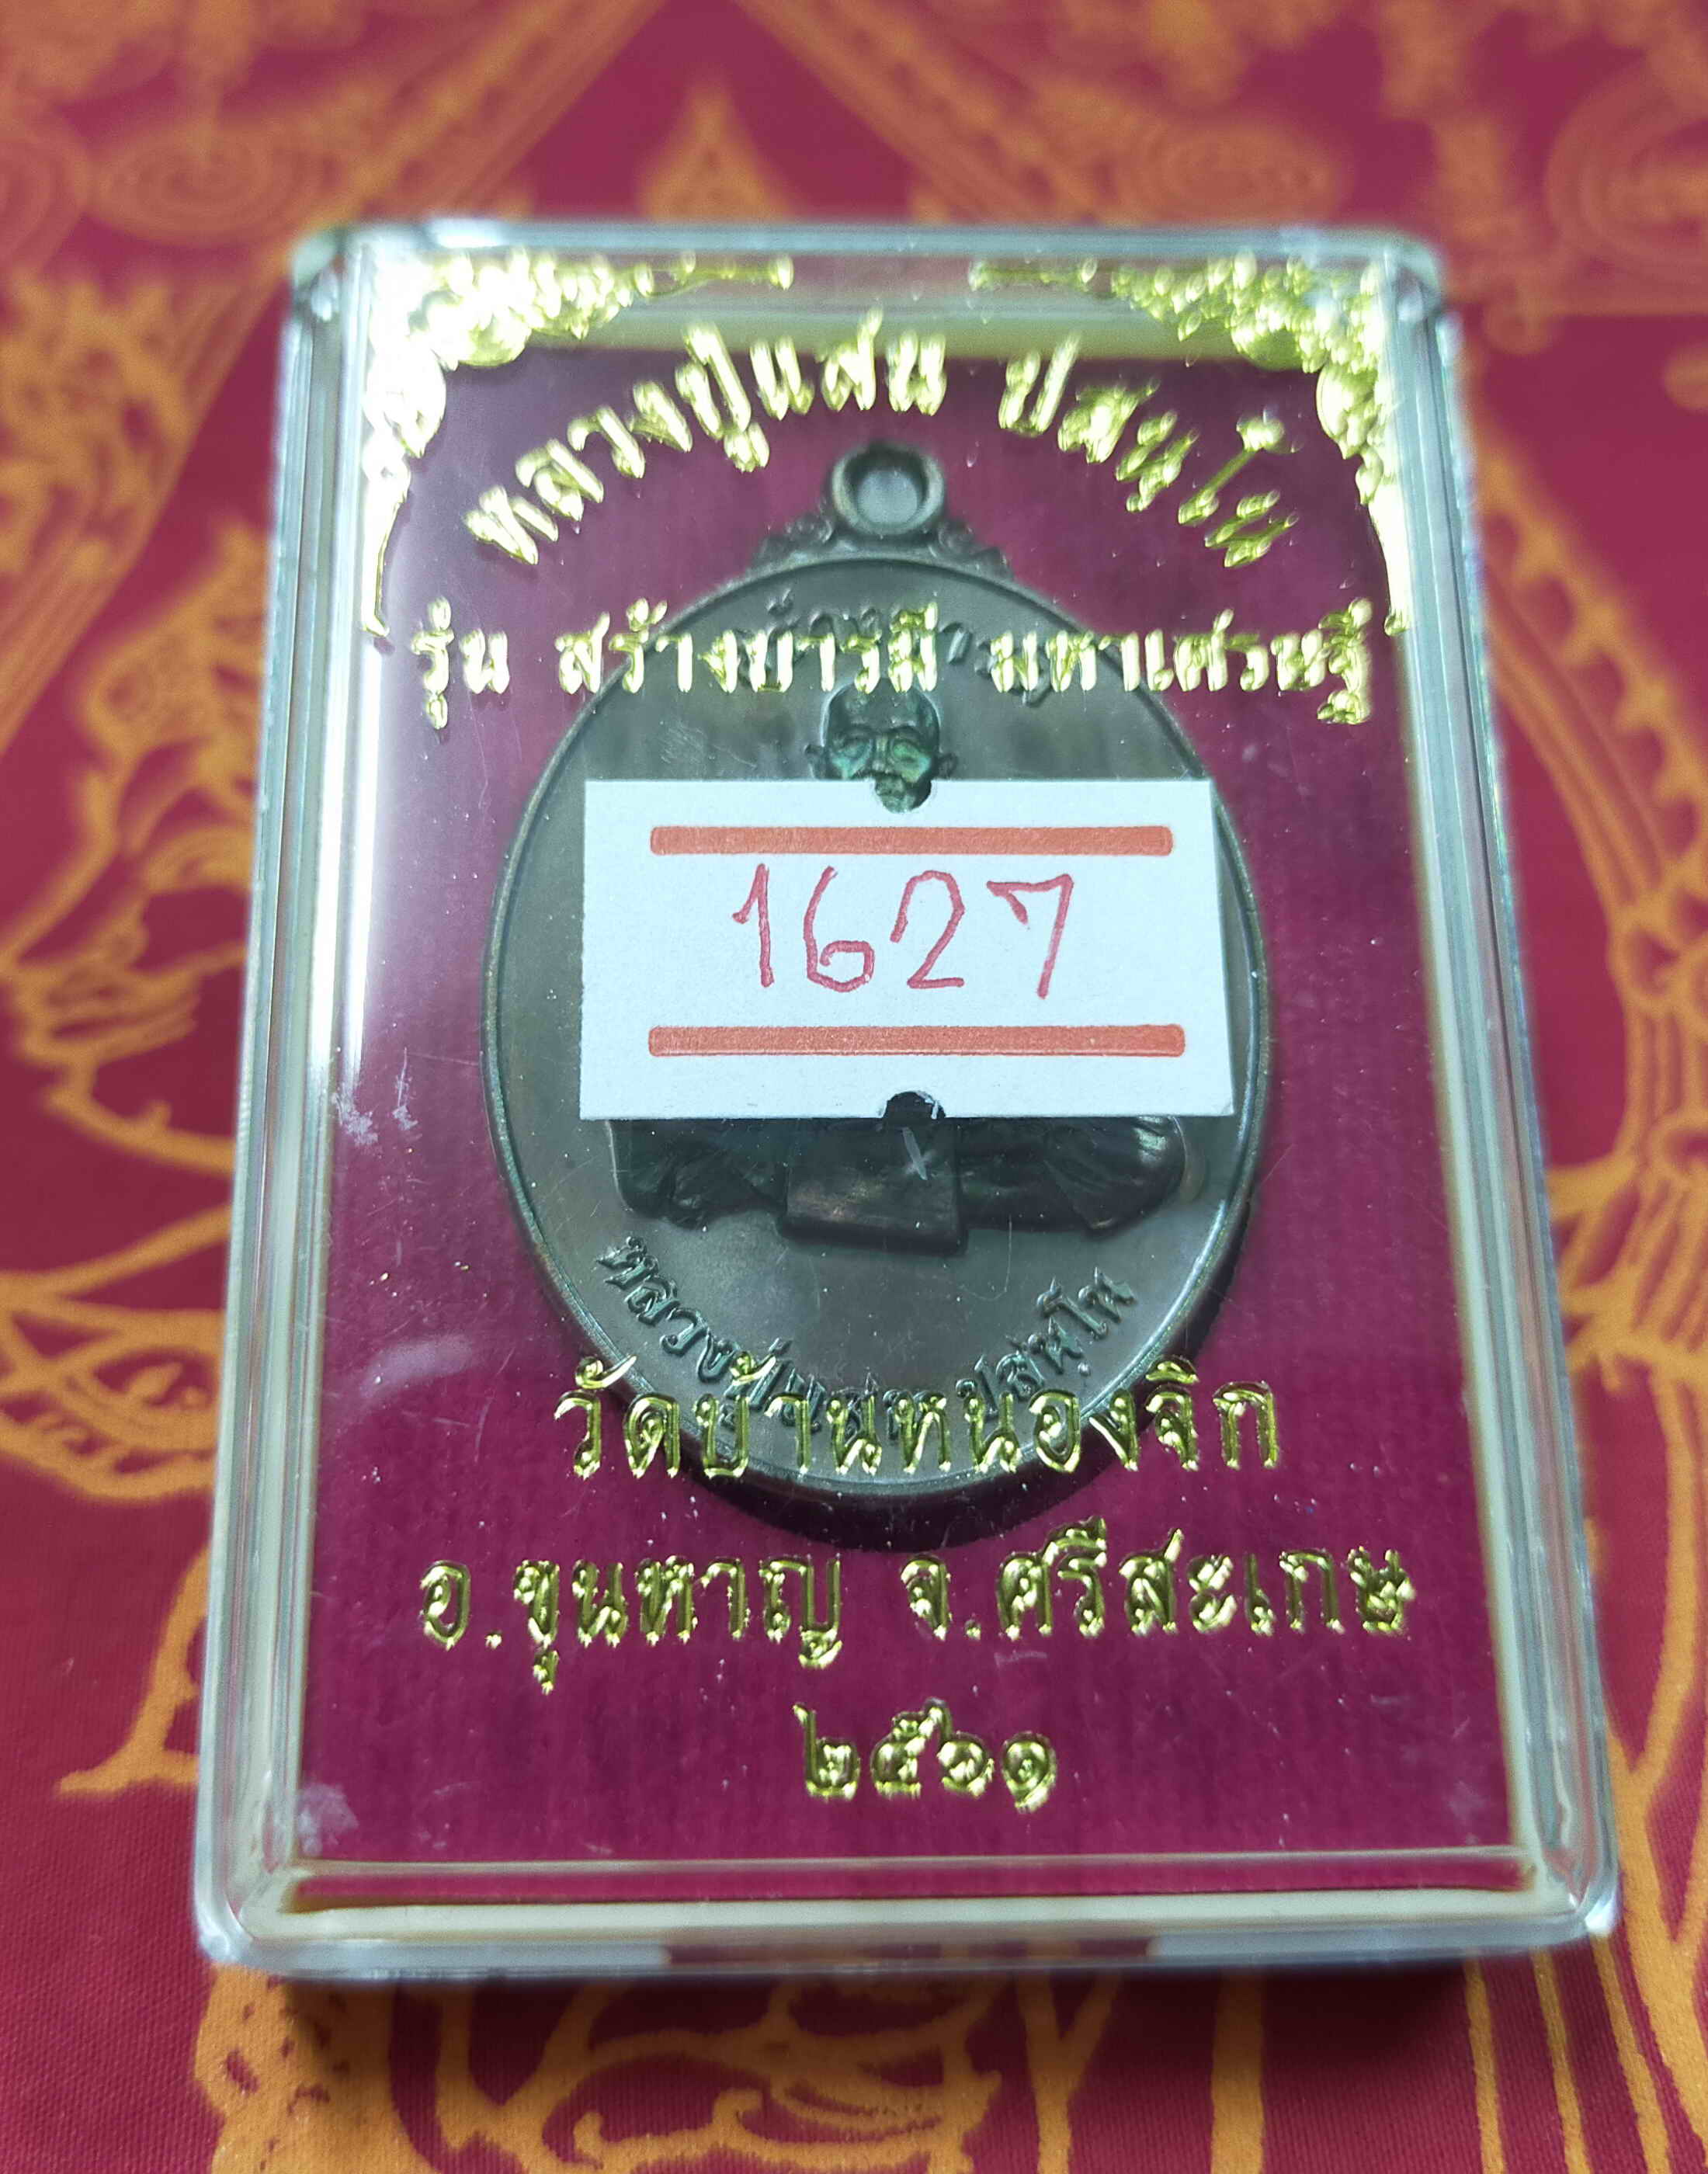 หลวงปู่แสน ปสนฺโน
รุ่น สร้างบารมี มหาเศรษฐี
1627
หลวงปู่แสน ปสนฺโน
วัดบ้านหนองจิก
อ.ขุนหาญ จ.ศรีสะเกษ
๒๕๖๑